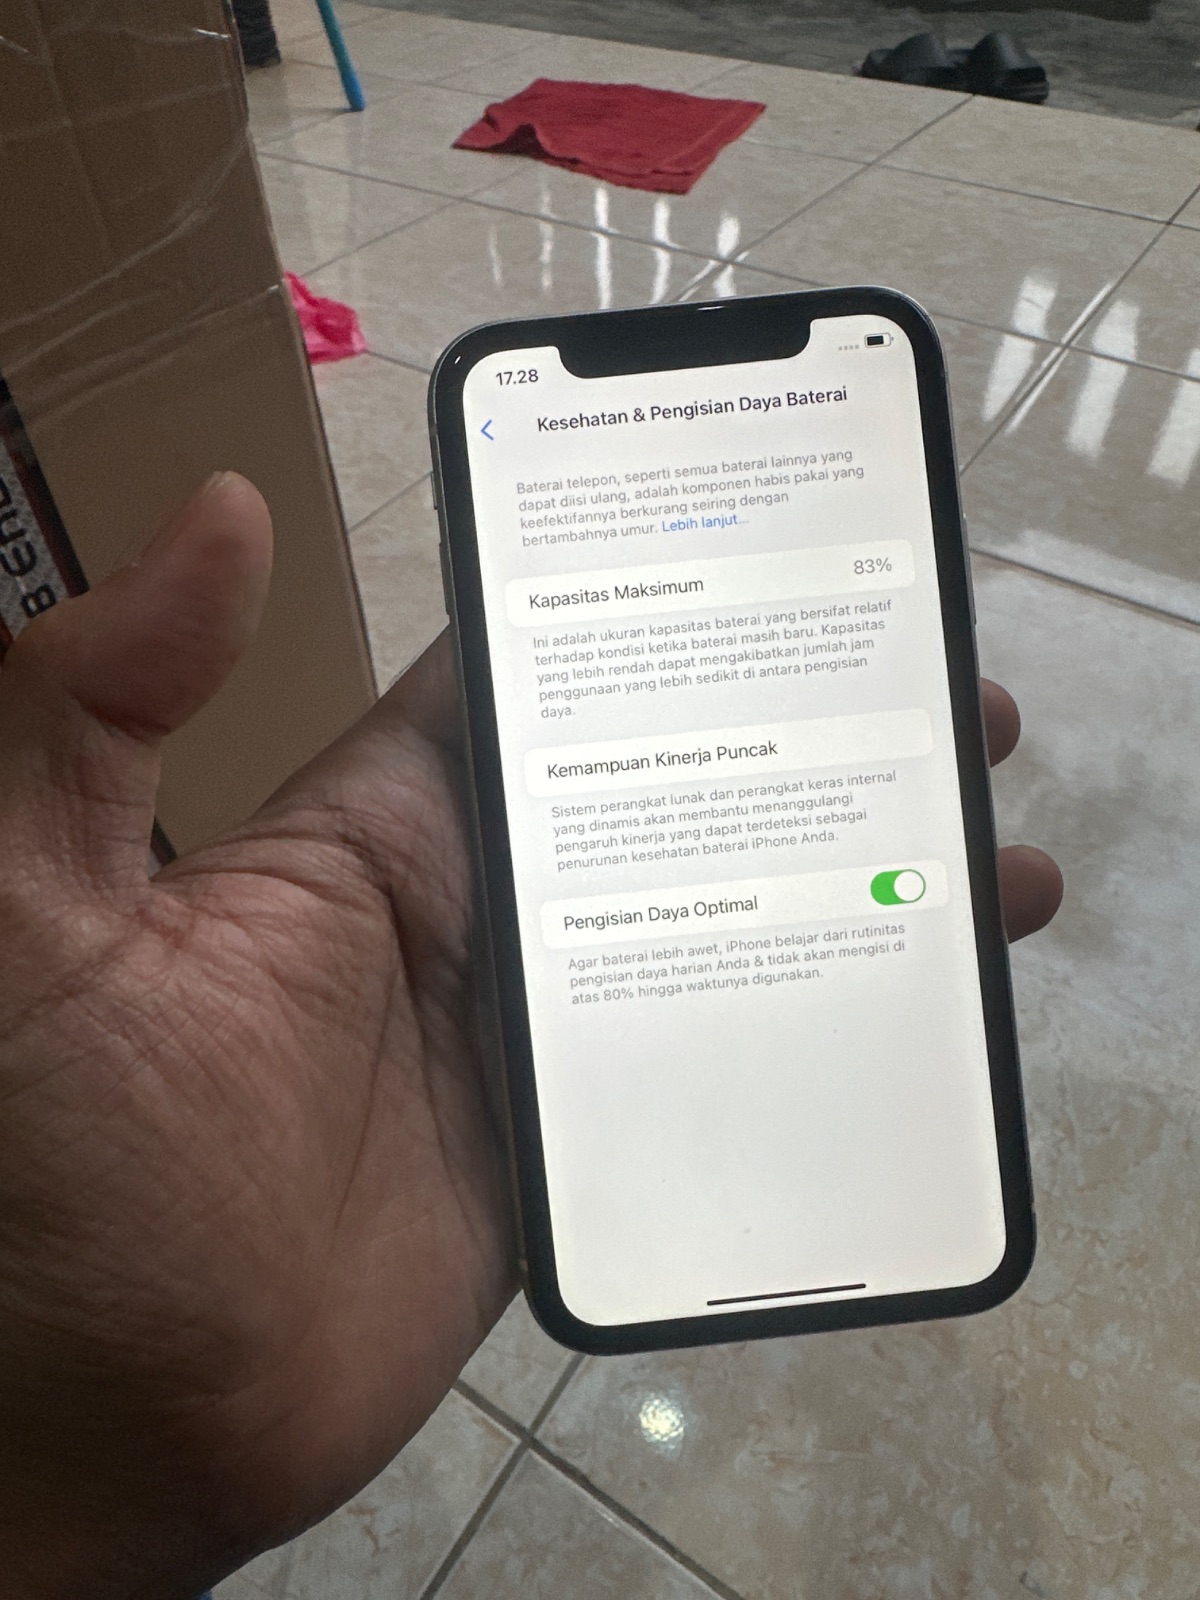 17.28
Kesehatan & Pengisian Daya Baterai
Baterai telepon, seperti semua baterai lainnya yang
dapat diisi ulang, adalah komponen habis pakai yang
keefektifannya berkurang seiring dengan
bertambahnya umur. Lebih lanjut...
Kapasitas Maksimum 83%
Ini adalah ukuran kapasitas baterai yang bersifat relatif
terhadap kondisi ketika baterai masih baru. Kapasitas
yang lebih rendah dapat mengakibatkan jumlah jam
penggunaan yang lebih sedikit di antara pengisian
daya.
Kemampuan Kinerja Puncak
Sistem perangkat lunak dan perangkat keras internal
yang dinamis akan membantu menanggulangi
pengaruh kinerja yang dapat terdeteksi sebagai
penurunan kesehatan baterai iPhone Anda.
Pengisian Daya Optimal
Agar baterai lebih awet, iPhone belajar dari rutinitas
pengisian daya harian Anda & tidak akan mengisi di
atas 80% hingga waktunya digunakan.